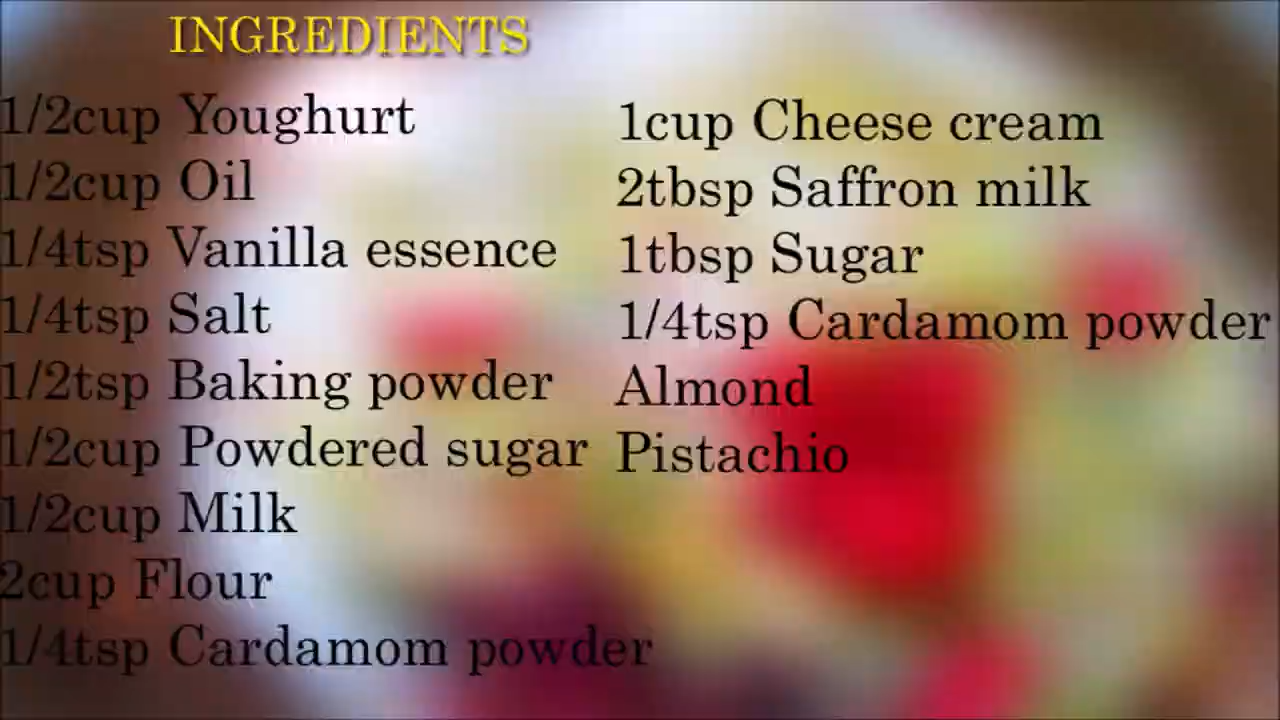 INGREDIENTS
1/2cup Youghurt
1/2cup Oil
1/4tsp Vanilla essence
1/4tsp Salt
1/2tsp Baking powder
1/2cup Powdered sugar
1/2cup Milk
2cup Flour
1/4tsp Cardamom powder
1cup Cheese cream
2tbsp Saffron milk
1tbsp Sugar
1/4tsp Cardamom powder
Almond
Pistachio